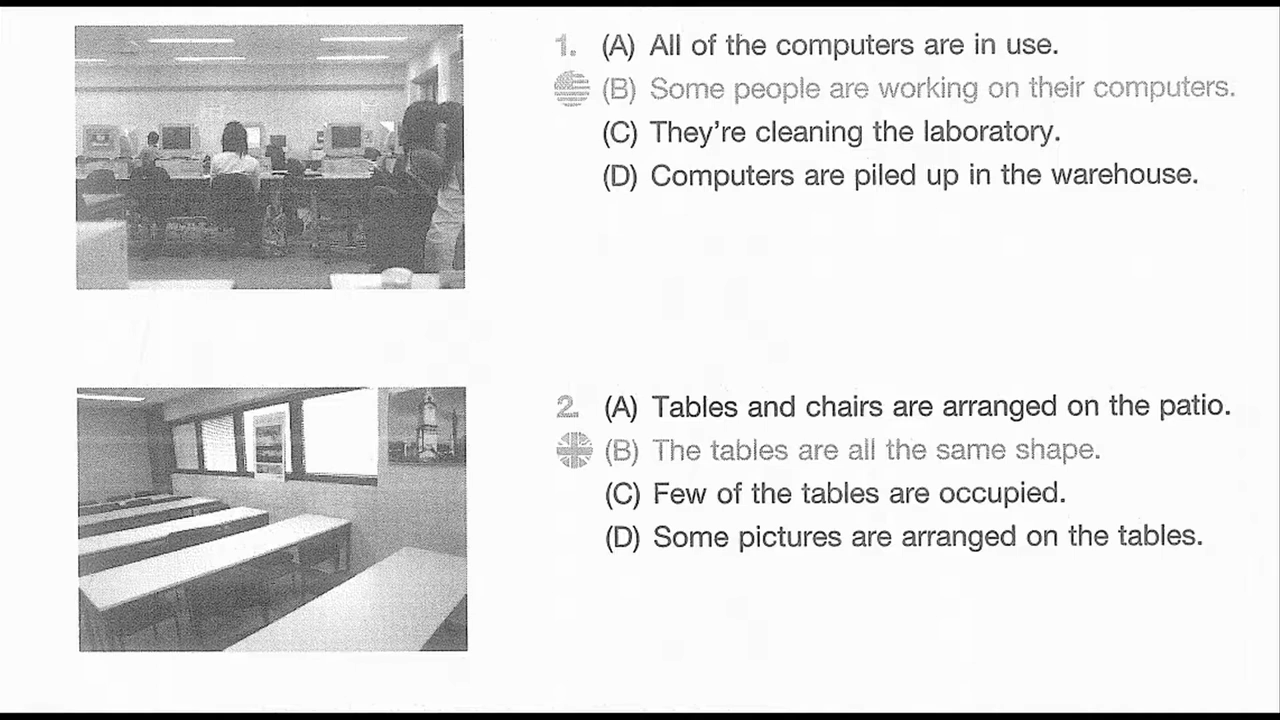 1. (A) All of the computers are in use.
(B) Some people are working on their computers.
(C) They're cleaning the laboratory.
(D) Computers are piled up in the warehouse.
2. (A) Tables and chairs are arranged on the patio.
(B) The tables are all the same shape.
(C) Few of the tables are occupied.
(D) Some pictures are arranged on the tables.